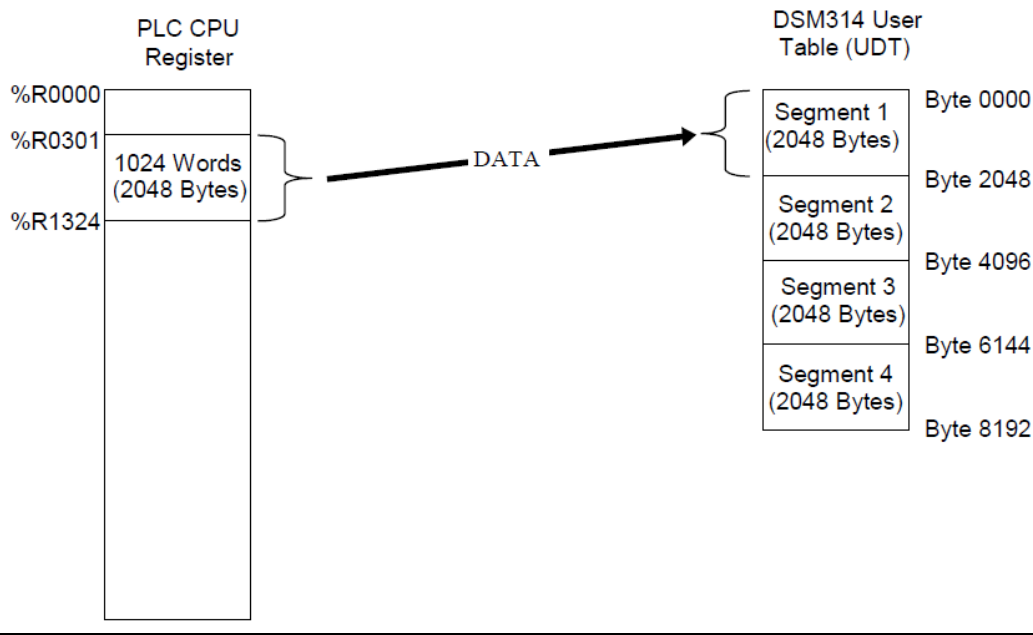 PLC CPU
Register
%R0000
%R0301
1024 Words
(2048 Bytes)
%R1324
DATA
DSM314 User
Table (UDT)
Segment 1
(2048 Bytes)
Segment 2
(2048 Bytes)
Segment 3
(2048 Bytes)
Segment 4
(2048 Bytes)
Byte 0000
Byte 2048
Byte 4096
Byte 6144
Byte 8192